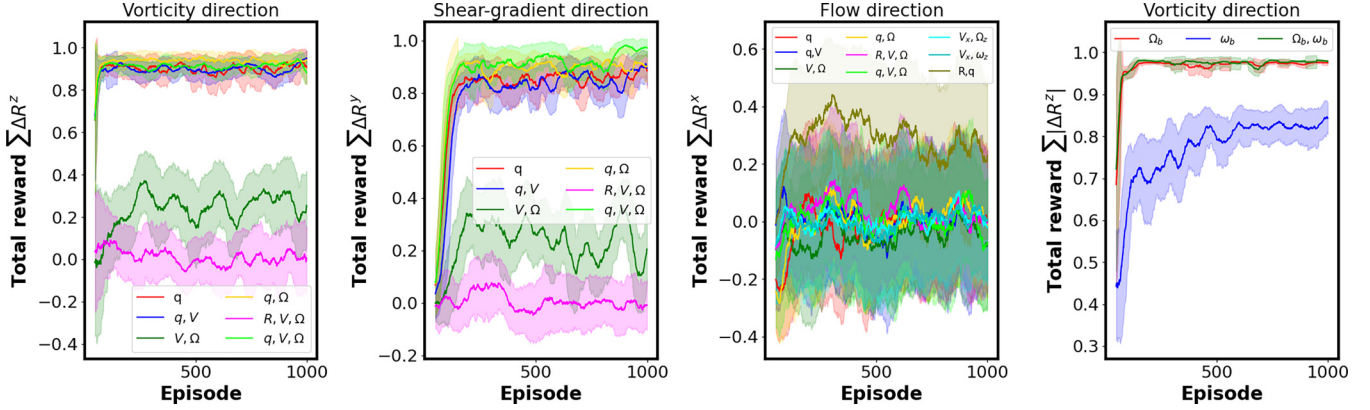 Vorticity direction
Total reward ∑ΔR^z
1.0
0.8
0.6
0.4
0.2
0.0
−0.2
−0.4
q
q, V
V, Ω
q, Ω
R, V, Ω
q, V, Ω
500
1000
Episode
Shear-gradient direction
Total reward ∑ΔR^y
1.0
0.8
0.6
0.4
0.2
0.0
−0.2
q
q, V
V, Ω
q, Ω
R, V, Ω
q, V, Ω
500
1000
Episode
Flow direction
Total reward ∑ΔR^x
0.6
0.4
0.2
0.0
−0.2
−0.4
q
q,V
V, Ω
q, Ω
R, V, Ω
q, V, Ω
V_x, Ω_z
V_x, ω_z
R,q
500
1000
Episode
Vorticity direction
Total reward ∑|ΔR^z|
1.0
0.9
0.8
0.7
0.6
0.5
0.4
0.3
Ω_b
ω_b
Ω_b, ω_b
500
1000
Episode